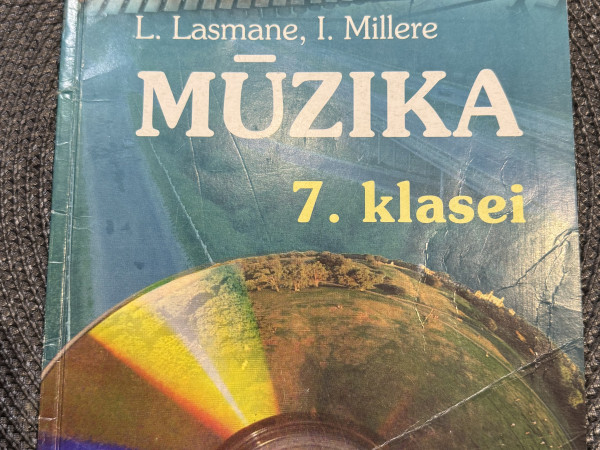 L. Lasmane, I. Millere
MŪZIKA
7. klasei